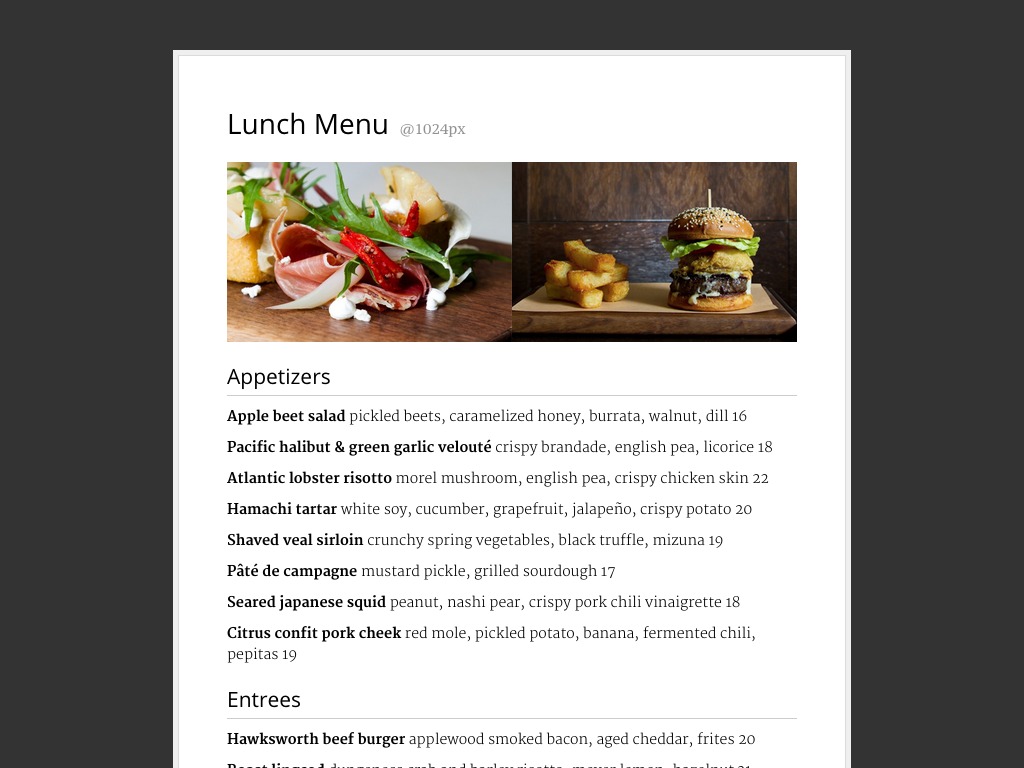 Lunch Menu @1024px
Appetizers
Apple beet salad pickled beets, caramelized honey, burrata, walnut, dill 16
Pacific halibut & green garlic velouté crispy brandade, english pea, licorice 18
Atlantic lobster risotto morel mushroom, english pea, crispy chicken skin 22
Hamachi tartar white soy, cucumber, grapefruit, jalapeño, crispy potato 20
Shaved veal sirloin crunchy spring vegetables, black truffle, mizuna 19
Pâté de campagne mustard pickle, grilled sourdough 17
Seared japanese squid peanut, nashi pear, crispy pork chili vinaigrette 18
Citrus confit pork cheek red mole, pickled potato, banana, fermented chili,
pepitas 19
Entrees
Hawksworth beef burger applewood smoked bacon, aged cheddar, frites 20